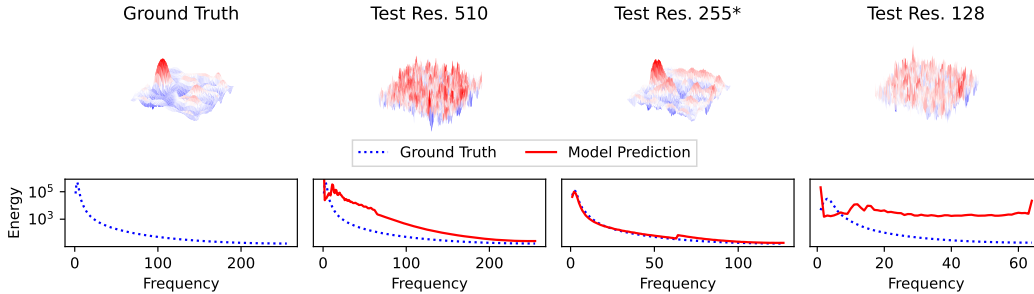 Ground Truth
Test Res. 510
Test Res. 255*
Test Res. 128
Ground Truth
Model Prediction
Energy
10^5
10^3
0 100 200
0 100 200
0 50 100
0 20 40 60
Frequency
Frequency
Frequency
Frequency